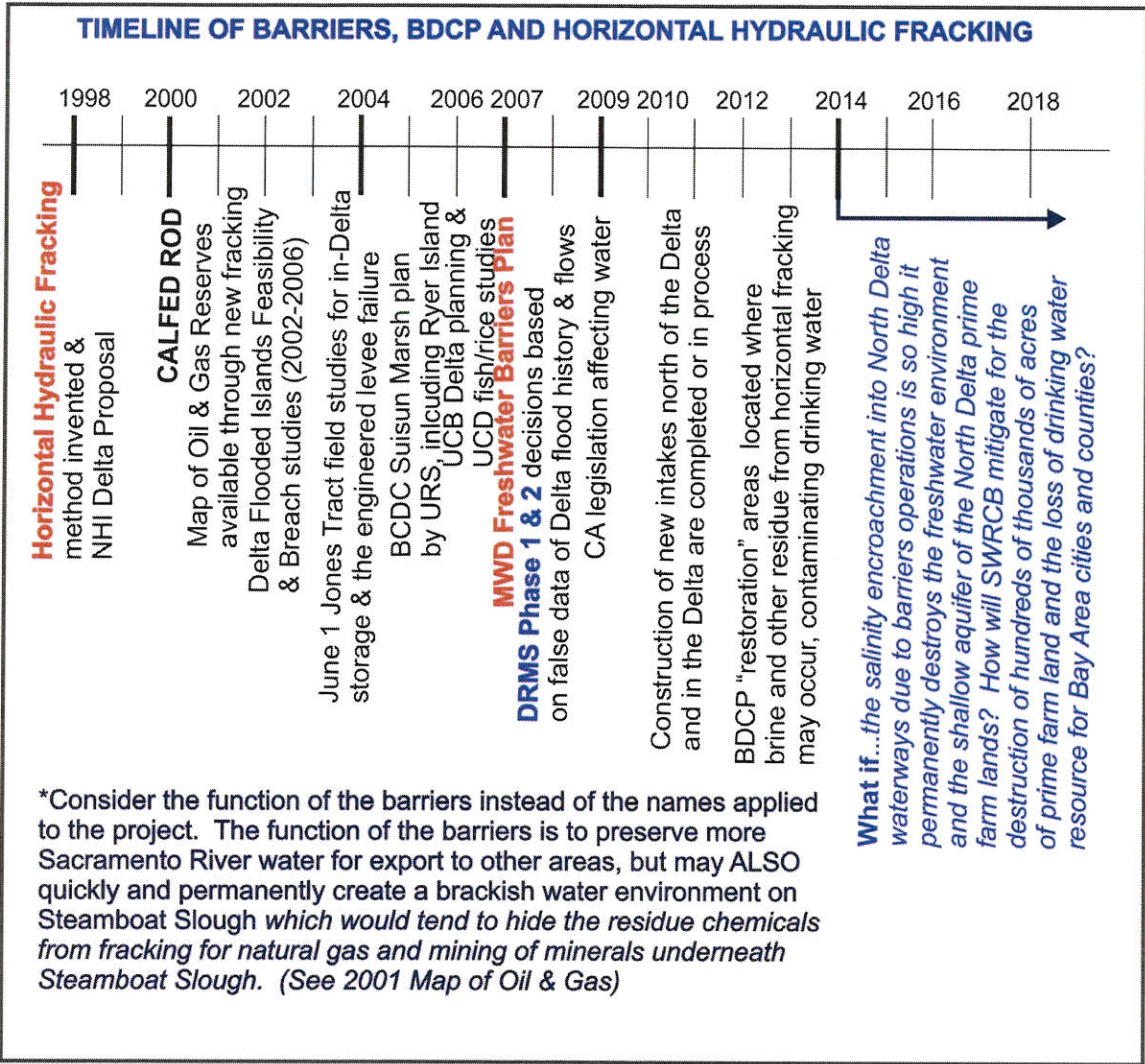 TIMELINE OF BARRIERS, BDCP AND HORIZONTAL HYDRAULIC FRACKING
1998 2000 2002 2004 2006 2007 2009 2010 2012 2014 2016 2018
Horizontal Hydraulic Fracking
method invented &
NHI Delta Proposal
CALFED ROD
Map of Oil & Gas Reserves
available through new fracking
Delta Flooded Islands Feasibility
& Breach studies (2002-2006)
June 1 Jones Tract field studies for in-Delta
storage & the engineered levee failure
BCDC Suisun Marsh plan
by URS, inlcuding Ryer Island
UCB Delta planning &
UCD fish/rice studies
MWD Freshwater Barriers Plan
DRMS Phase 1 & 2 decisions based
on false data of Delta flood history & flows
CA legislation affecting water
Construction of new intakes north of the Delta
and in the Delta are completed or in process
BDCP "restoration" areas located where
brine and other residue from horizontal fracking
may occur, contaminating drinking water
What if...the salinity encroachment into North Delta
waterways due to barriers operations is so high it
permanently destroys the freshwater environment
and the shallow aquifer of the North Delta prime
farm lands? How will SWRCB mitigate for the
destruction of hundreds of thousands of acres
of prime farm land and the loss of drinking water
resource for Bay Area cities and counties?
*Consider the function of the barriers instead of the names applied
to the project. The function of the barriers is to preserve more
Sacramento River water for export to other areas, but may ALSO
quickly and permanently create a brackish water environment on
Steamboat Slough which would tend to hide the residue chemicals
from fracking for natural gas and mining of minerals underneath
Steamboat Slough. (See 2001 Map of Oil & Gas)